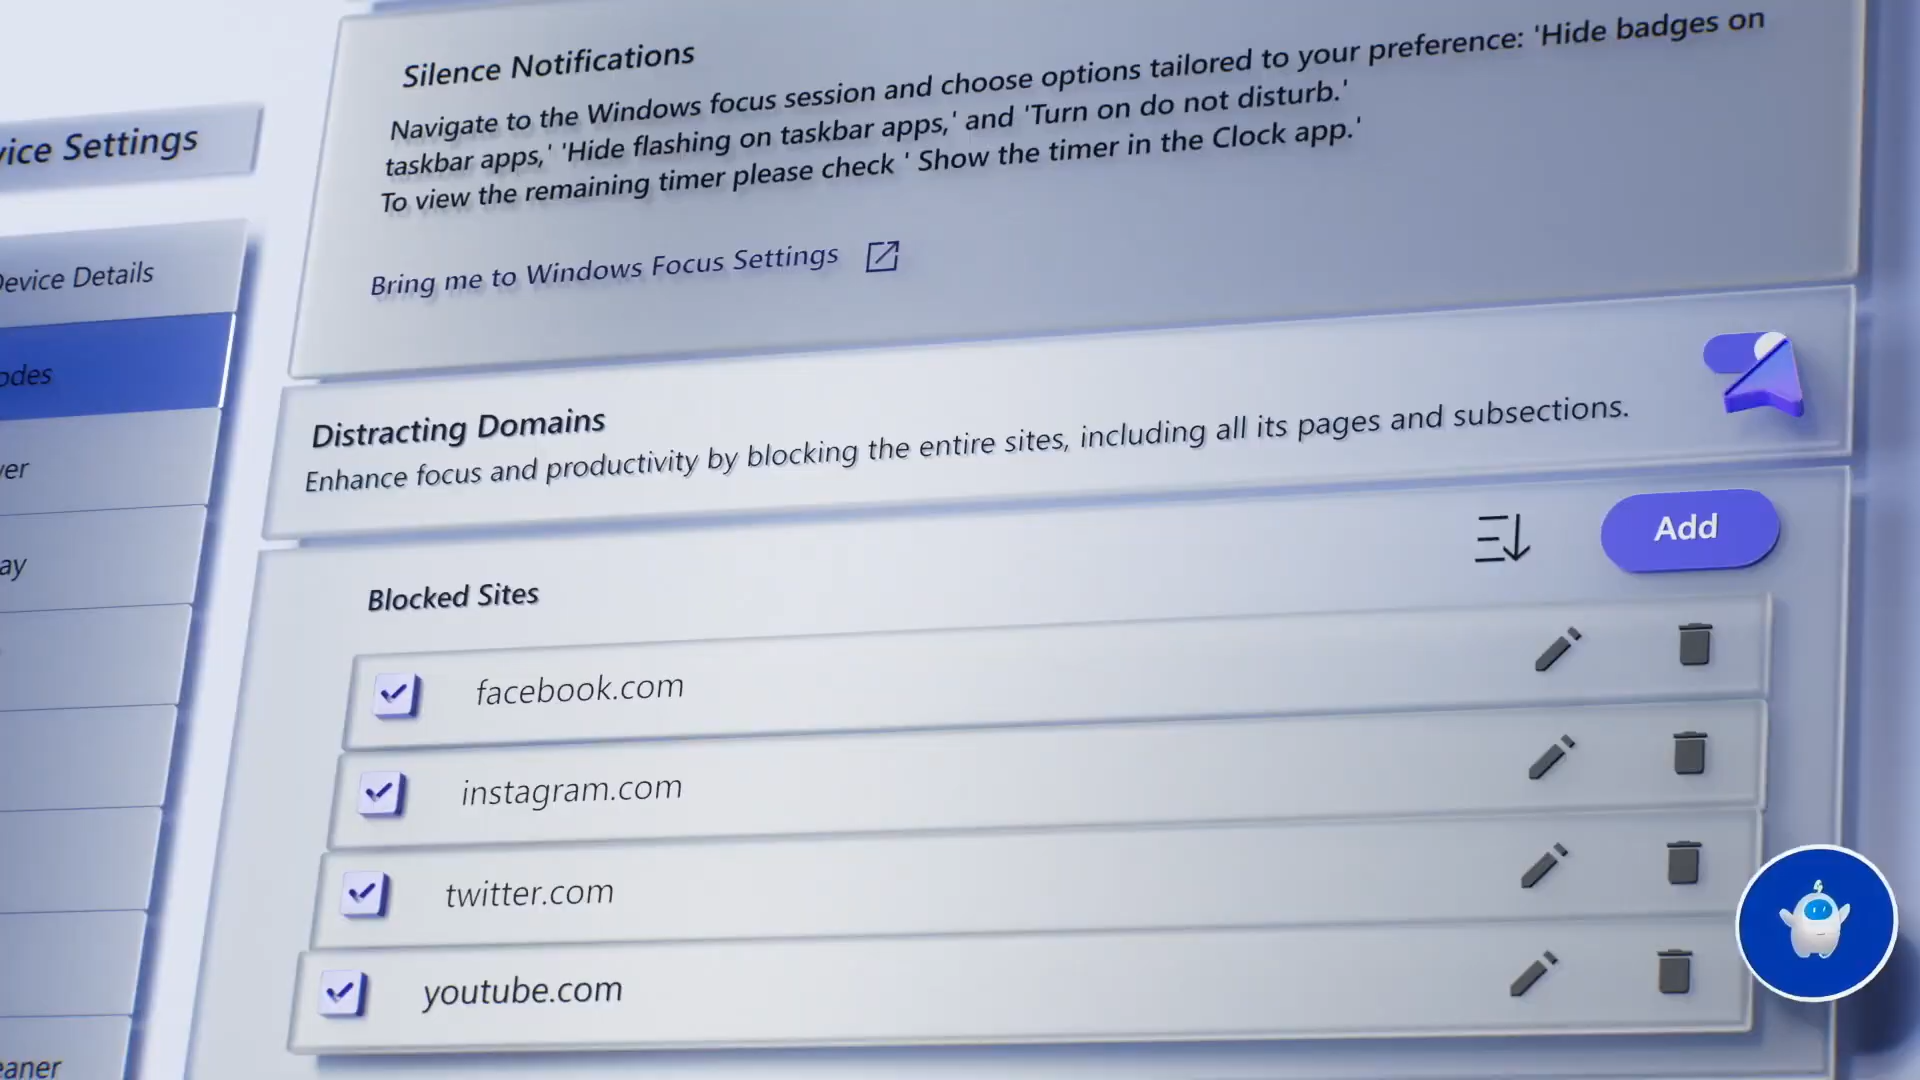 Silence Notifications
Navigate to the Windows focus session and choose options tailored to your preference: 'Hide badges on
taskbar apps,' 'Hide flashing on taskbar apps,' and 'Turn on do not disturb.'
To view the remaining timer please check ' Show the timer in the Clock app.'
Bring me to Windows Focus Settings
vice Settings
Device Details
odes
ver
ay
eaner
Distracting Domains
Enhance focus and productivity by blocking the entire sites, including all its pages and subsections.
Add
Blocked Sites
facebook.com
instagram.com
twitter.com
youtube.com